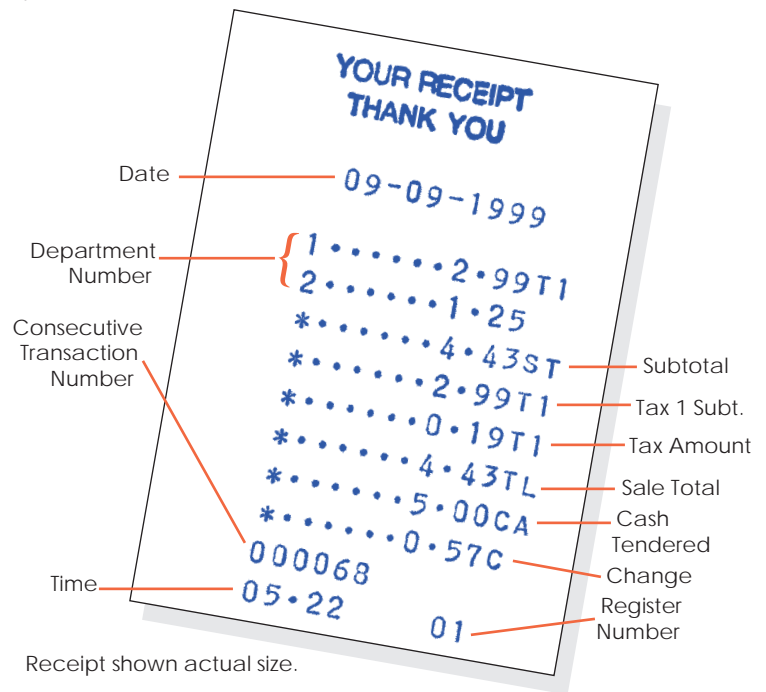 YOUR RECEIPT
THANK YOU
Date
09-09-1999
Department
Number
1••••••2•99T1
2••••••1•25
Consecutive
Transaction
Number
*••••••4•43ST
Subtotal
*••••••2•99T1
Tax 1 Subt.
*••••••0•19T1
Tax Amount
*••••••4•43TL
Sale Total
*••••••5•00CA
Cash
Tendered
*••••••0•57C
Change
000068
Time
05•22 01
Register
Number
Receipt shown actual size.